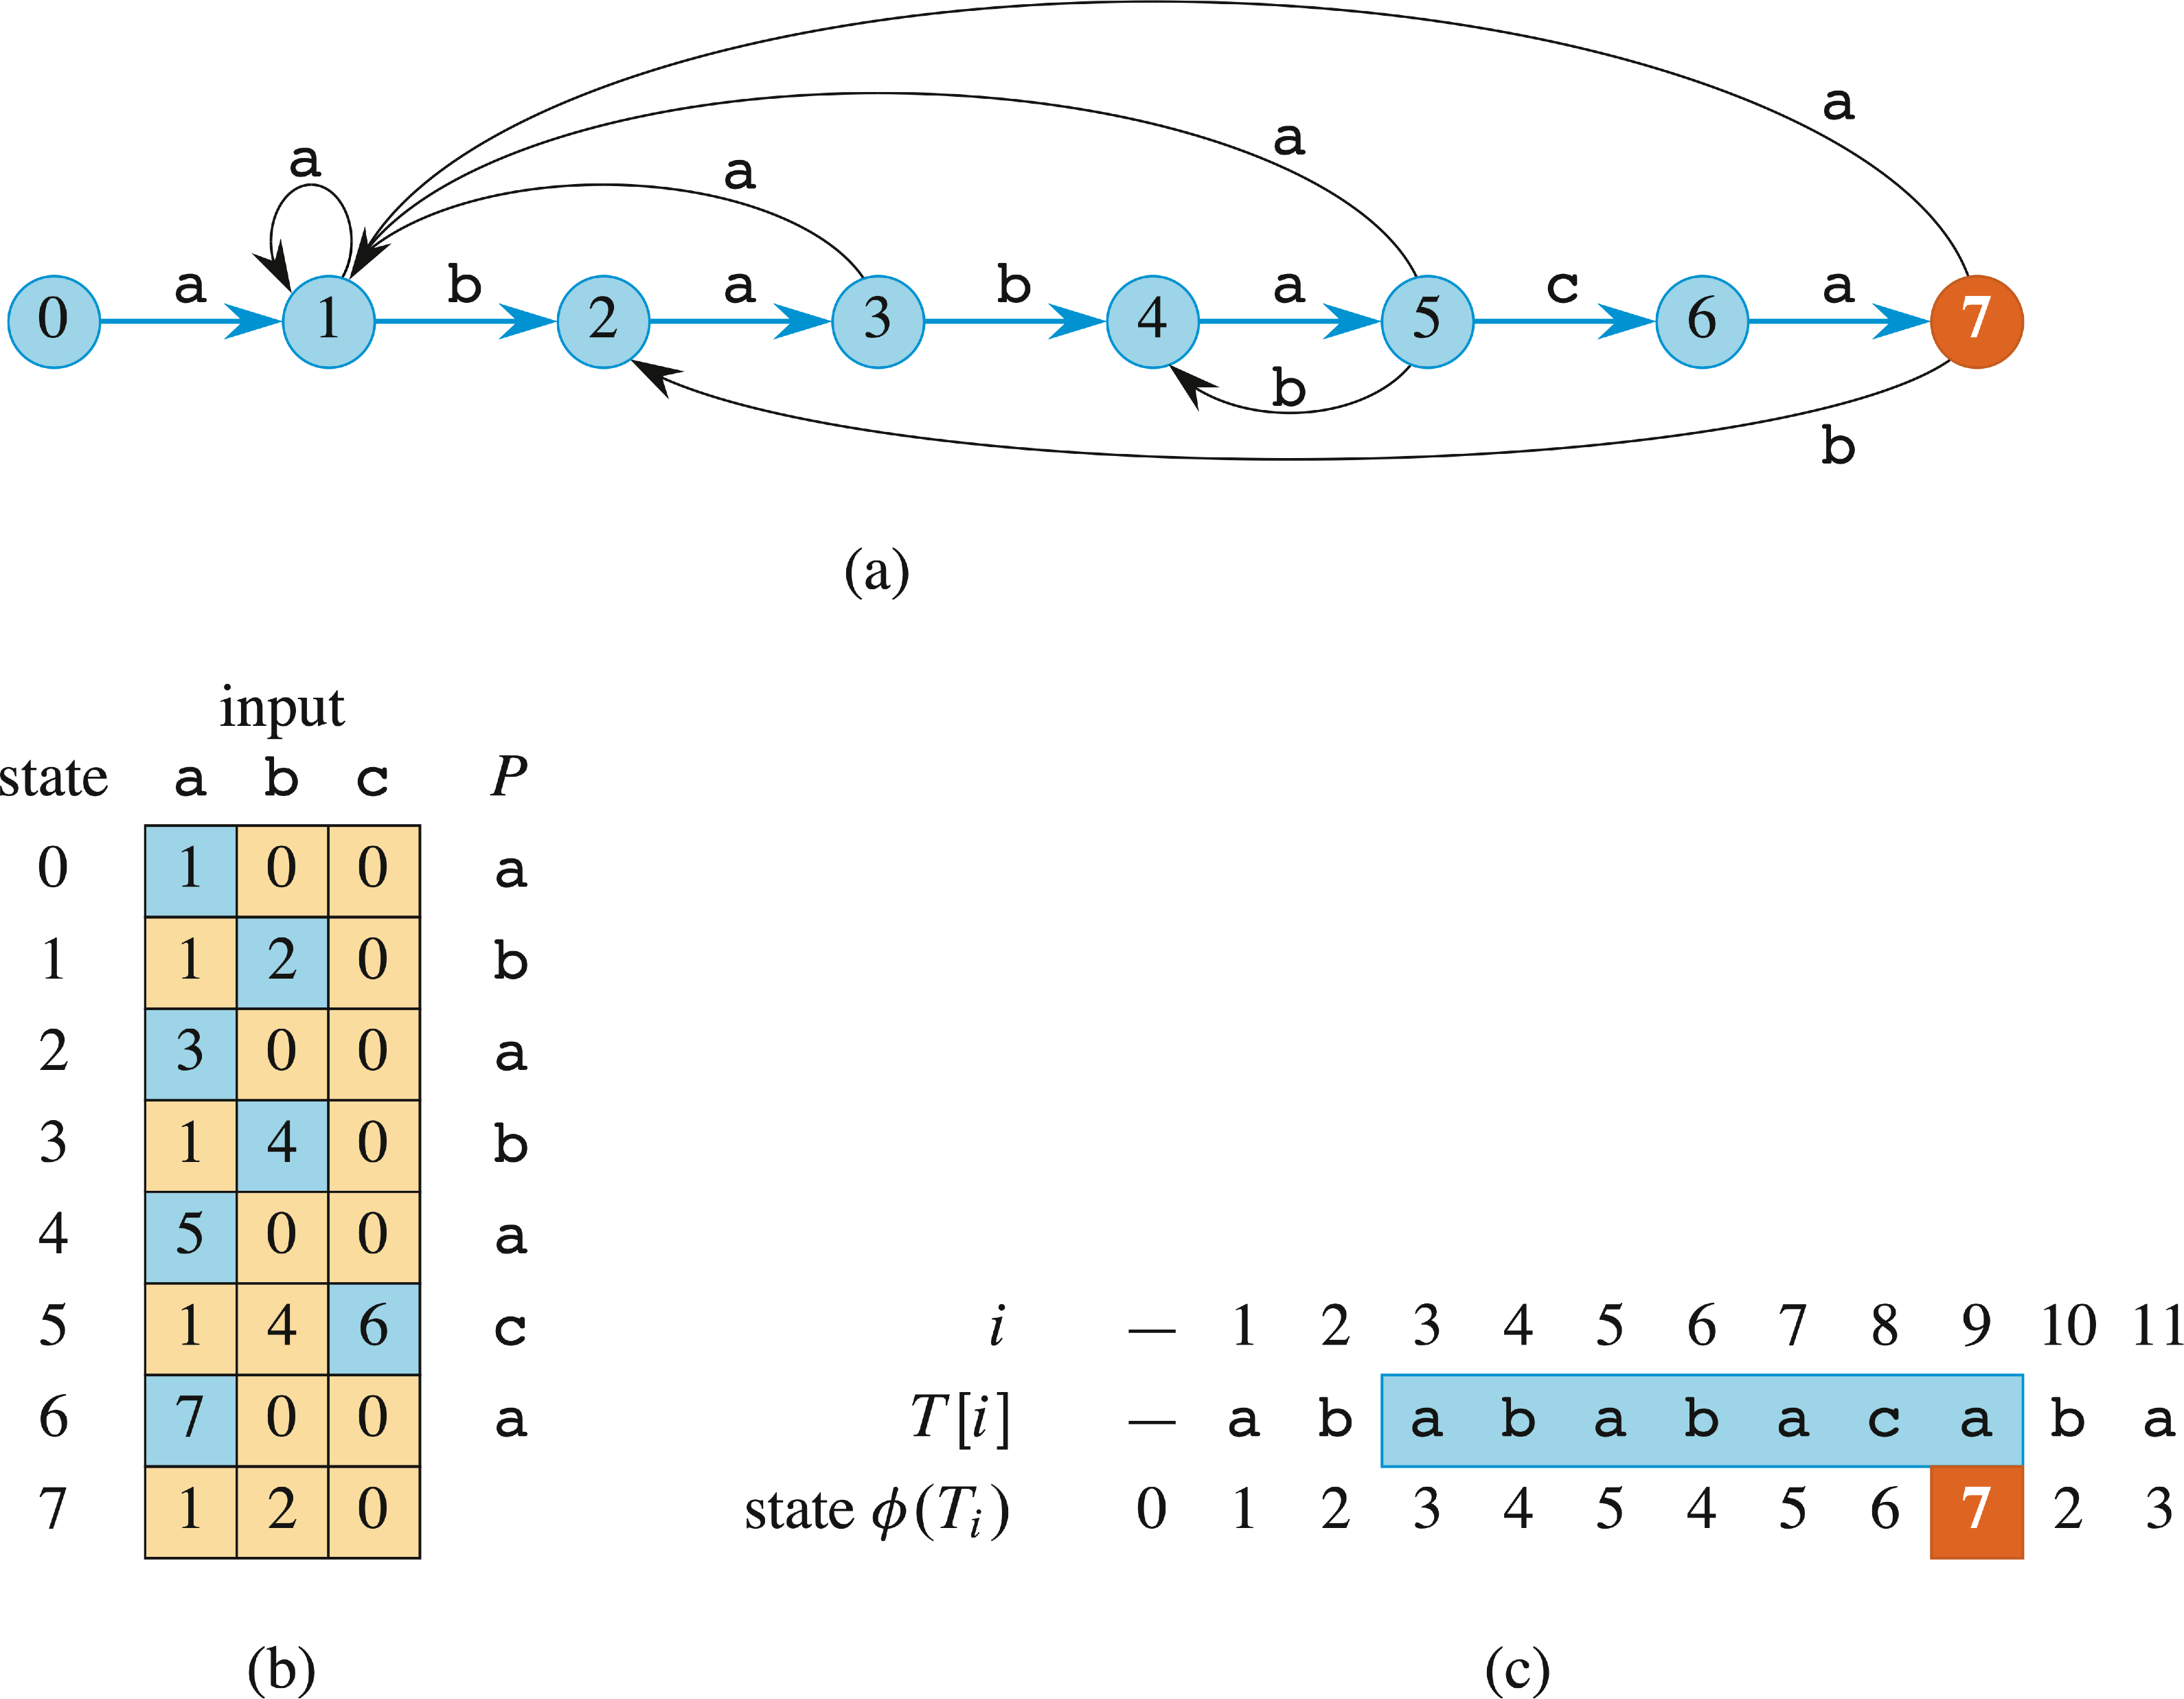 a
a
a
a
a
0 a 1 b 2 a 3 b 4 a 5 c 6 a 7
b
b
(a)
input
state a b c P
0 1 0 0 a
1 1 2 0 b
2 3 0 0 a
3 1 4 0 b
4 5 0 0 a
5 1 4 6 c
6 7 0 0 a
7 1 2 0
(b)
i — 1 2 3 4 5 6 7 8 9 10 11
T[i] — a b a b a b a c a b a
state ϕ(Ti) 0 1 2 3 4 5 4 5 6 7 2 3
(c)